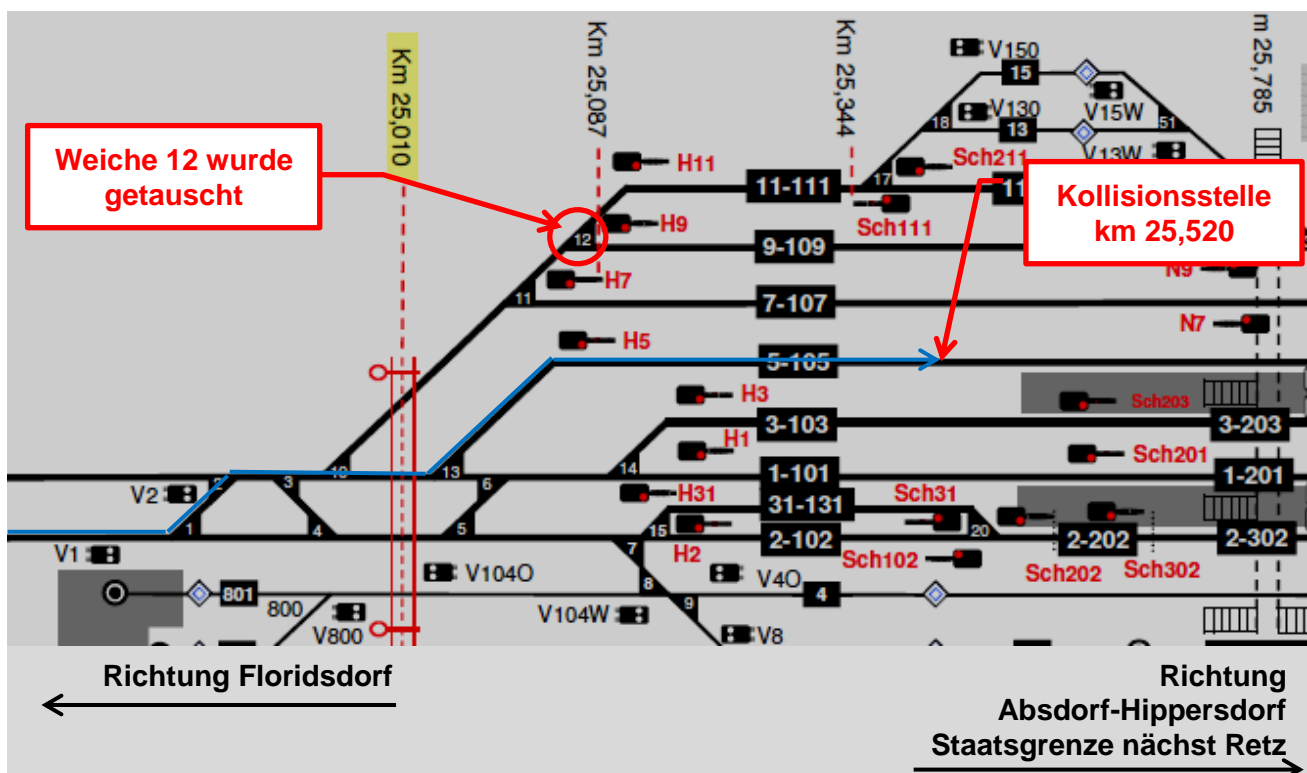 Km 25,010
Km 25,087
Km 25,344
m 25,785
V150
15
V15W
V130
18
13
51
V13W
Weiche 12 wurde
getauscht
H11
Sch211
17
11-111
11
Sch111
Kollisionsstelle
km 25,520
12
H9
9-109
N9
H7
11
7-107
N7
H5
5-105
H3
Sch203
3-103
3-203
H1
Sch201
10
13
14
1-101
1-201
V2
2
3
6
H31
31-131
Sch31
1
4
5
15
H2
2-102
20
2-202
2-302
V1
7
Sch102
Sch202
Sch302
V104O
V4O
801
800
8
9
4
V800
V104W
V8
Richtung Floridsdorf
Richtung
Absdorf-Hippersdorf
Staatsgrenze nächst Retz